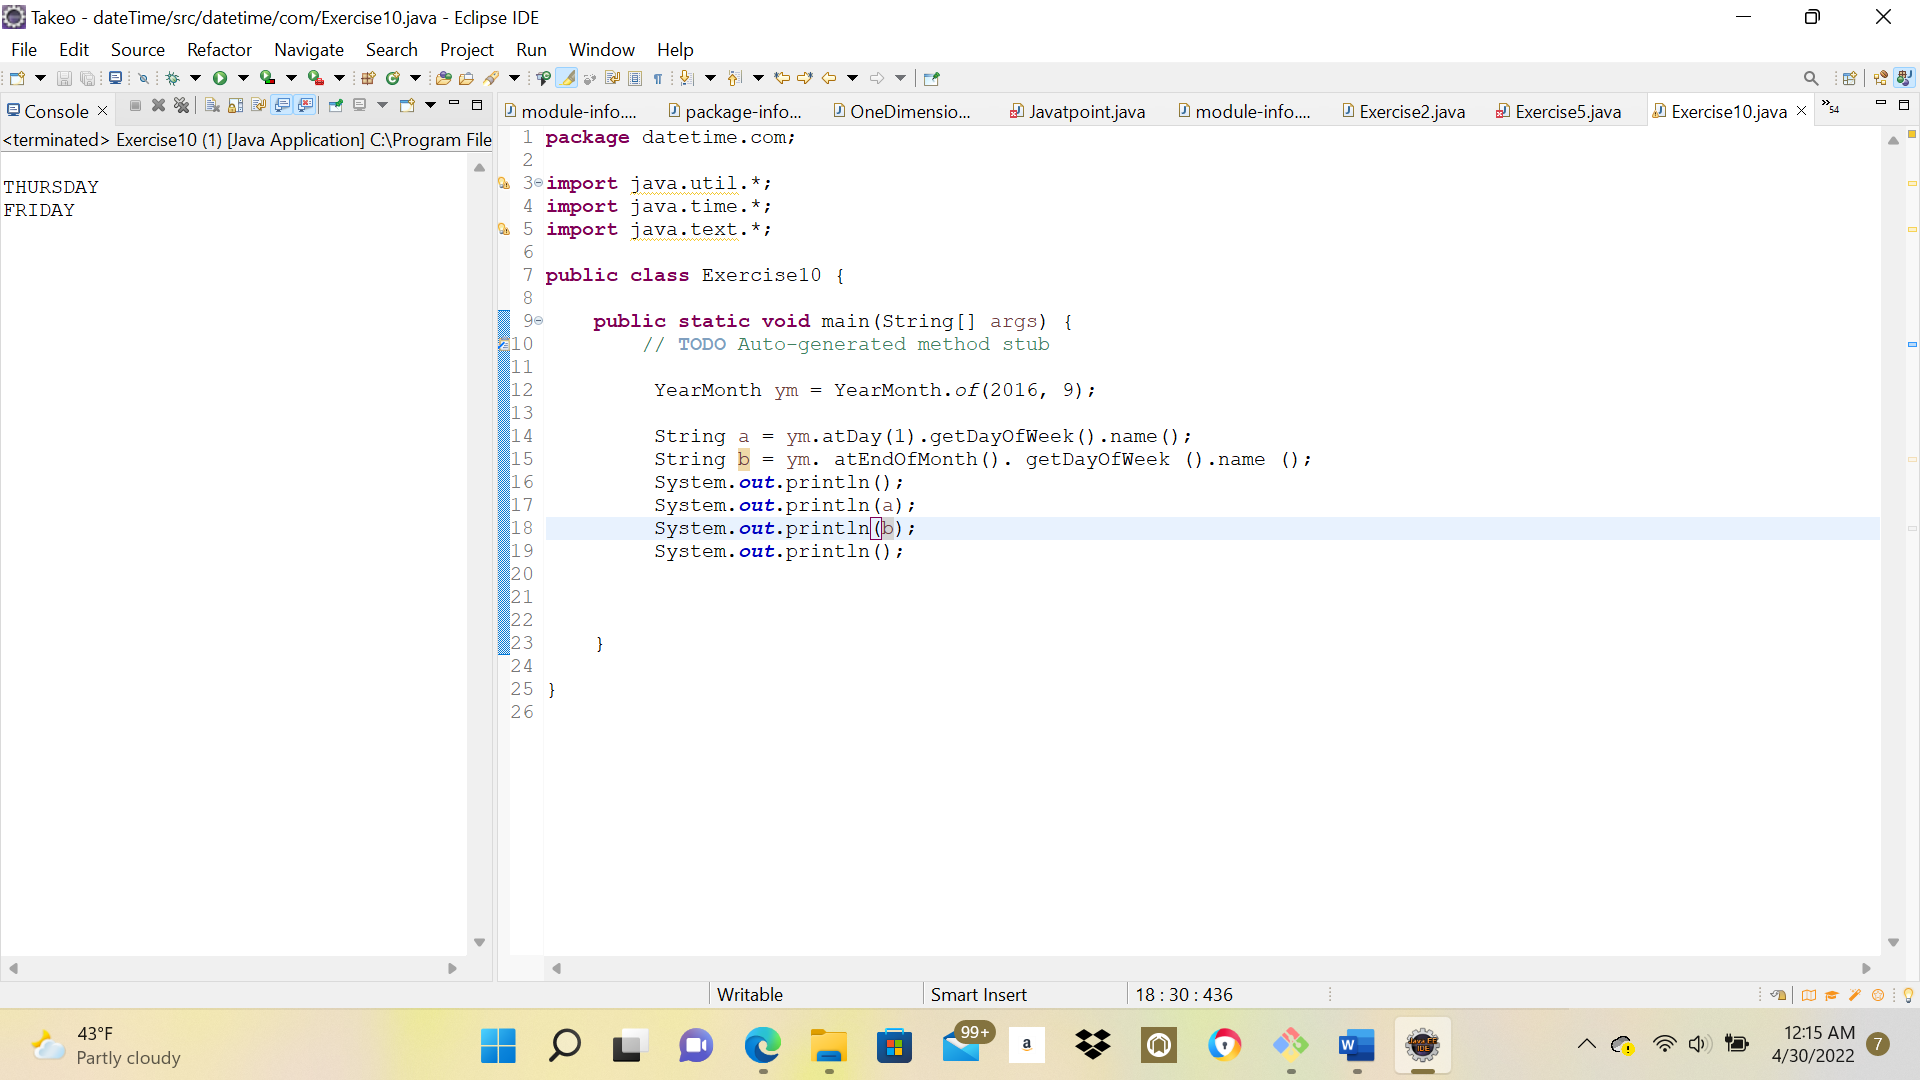 Takeo - dateTime/src/datetime/com/Exercise10.java - Eclipse IDE
File Edit Source Refactor Navigate Search Project Run Window Help
Console
<terminated> Exercise10 (1) [Java Application] C:\Program File
THURSDAY
FRIDAY
module-info.... package-info... OneDimensio... Javatpoint.java module-info.... Exercise2.java Exercise5.java Exercise10.java »54
1 package datetime.com;
2
3 import java.util.*;
4 import java.time.*;
5 import java.text.*;
6
7 public class Exercise10 {
8
9 public static void main(String[] args) {
10 // TODO Auto-generated method stub
11
12 YearMonth ym = YearMonth.of(2016, 9);
13
14 String a = ym.atDay(1).getDayOfWeek().name();
15 String b = ym. atEndOfMonth(). getDayOfWeek ().name ();
16 System.out.println();
17 System.out.println(a);
18 System.out.println(b);
19 System.out.println();
20
21
22
23 }
24
25 }
26
Writable Smart Insert 18 : 30 : 436
43°F
Partly cloudy
99+
a
W
Java EE
IDE
12:15 AM
4/30/2022
7